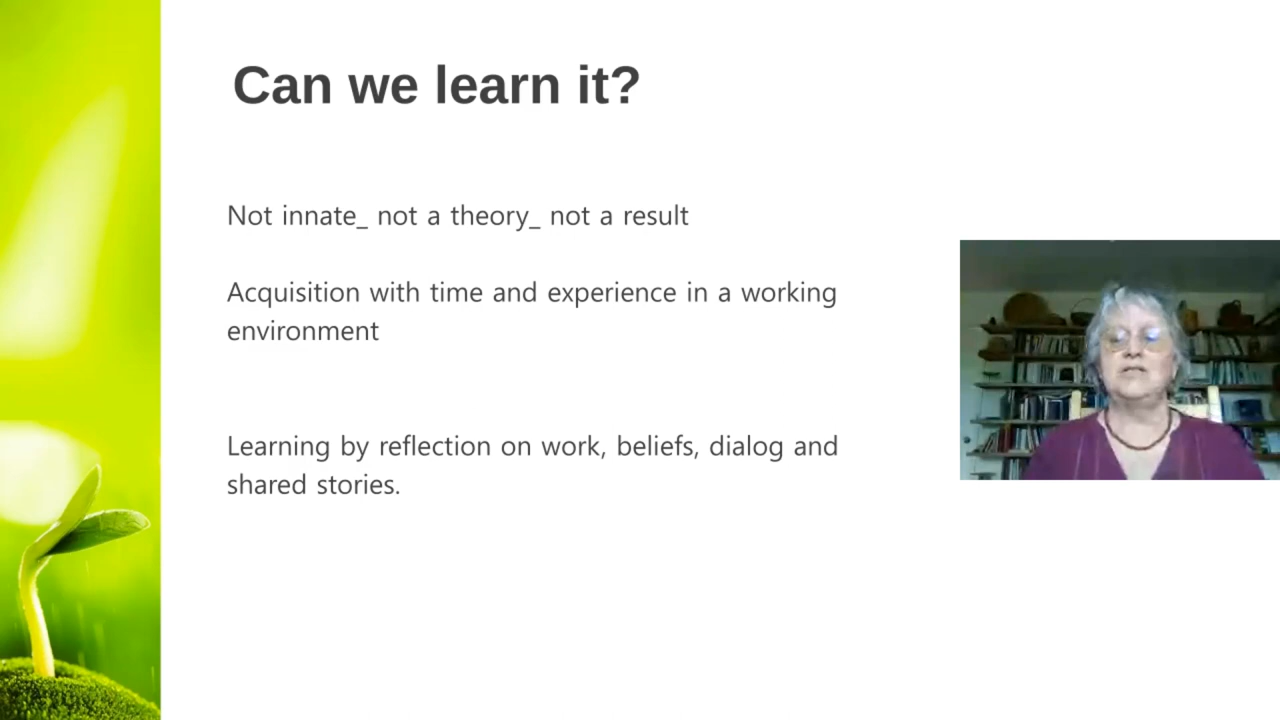 Can we learn it?
Not innate_ not a theory_ not a result
Acquisition with time and experience in a working
environment
Learning by reflection on work, beliefs, dialog and
shared stories.